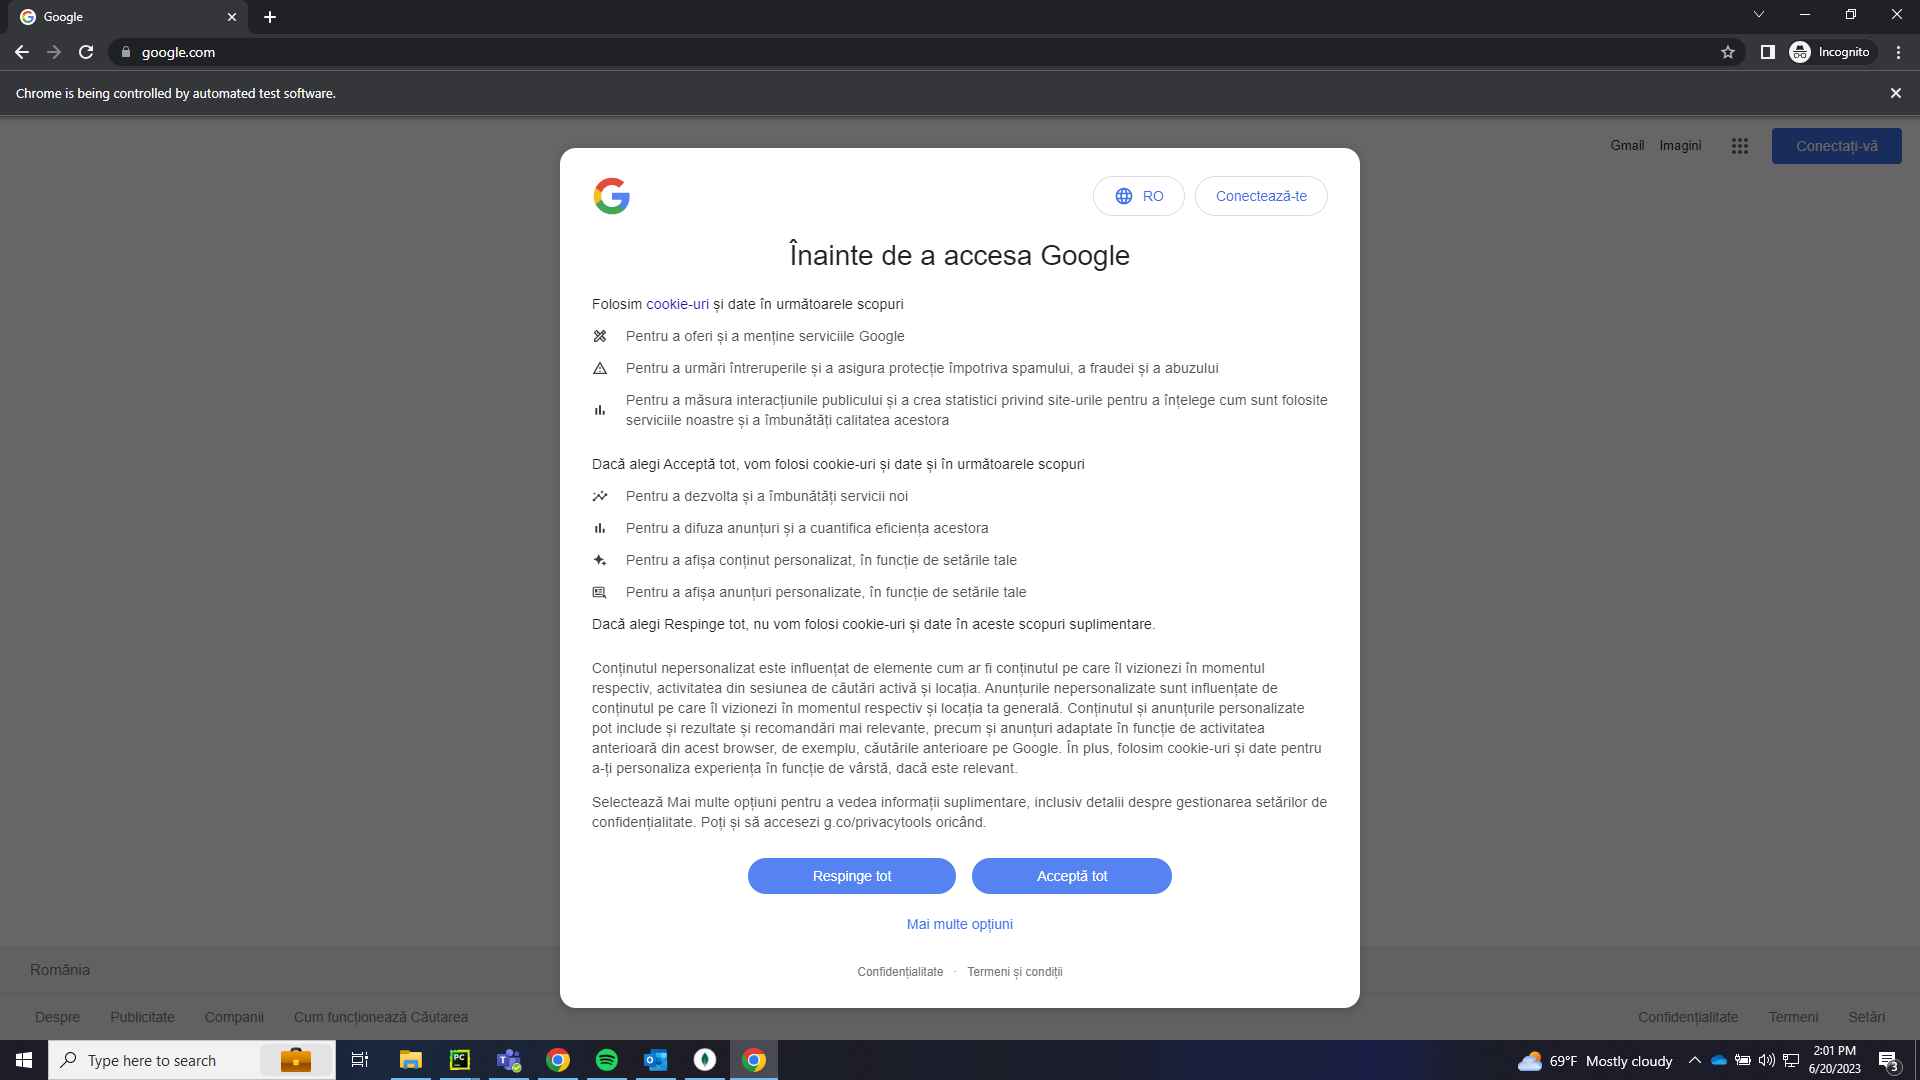 Google
google.com
Incognito
Chrome is being controlled by automated test software.
Gmail Imagini Conectați-vă
RO Conectează-te
Înainte de a accesa Google
Folosim cookie-uri și date în următoarele scopuri
Pentru a oferi și a menține serviciile Google
Pentru a urmări întreruperile și a asigura protecție împotriva spamului, a fraudei și a abuzului
Pentru a măsura interacțiunile publicului și a crea statistici privind site-urile pentru a înțelege cum sunt folosite
serviciile noastre și a îmbunătăți calitatea acestora
Dacă alegi Acceptă tot, vom folosi cookie-uri și date și în următoarele scopuri
Pentru a dezvolta și a îmbunătăți servicii noi
Pentru a difuza anunțuri și a cuantifica eficiența acestora
Pentru a afișa conținut personalizat, în funcție de setările tale
Pentru a afișa anunțuri personalizate, în funcție de setările tale
Dacă alegi Respinge tot, nu vom folosi cookie-uri și date în aceste scopuri suplimentare.
Conținutul nepersonalizat este influențat de elemente cum ar fi conținutul pe care îl vizionezi în momentul
respectiv, activitatea din sesiunea de căutări activă și locația. Anunțurile nepersonalizate sunt influențate de
conținutul pe care îl vizionezi în momentul respectiv și locația ta generală. Conținutul și anunțurile personalizate
pot include și rezultate și recomandări mai relevante, precum și anunțuri adaptate în funcție de activitatea
anterioară din acest browser, de exemplu, căutările anterioare pe Google. În plus, folosim cookie-uri și date pentru
a-ți personaliza experiența în funcție de vârstă, dacă este relevant.
Selectează Mai multe opțiuni pentru a vedea informații suplimentare, inclusiv detalii despre gestionarea setărilor de
confidențialitate. Poți și să accesezi g.co/privacytools oricând.
Respinge tot Acceptă tot
Mai multe opțiuni
Confidențialitate · Termeni și condiții
România
Despre Publicitate Companii Cum funcționează Căutarea Confidențialitate Termeni Setări
Type here to search
69°F Mostly cloudy
2:01 PM
6/20/2023
3